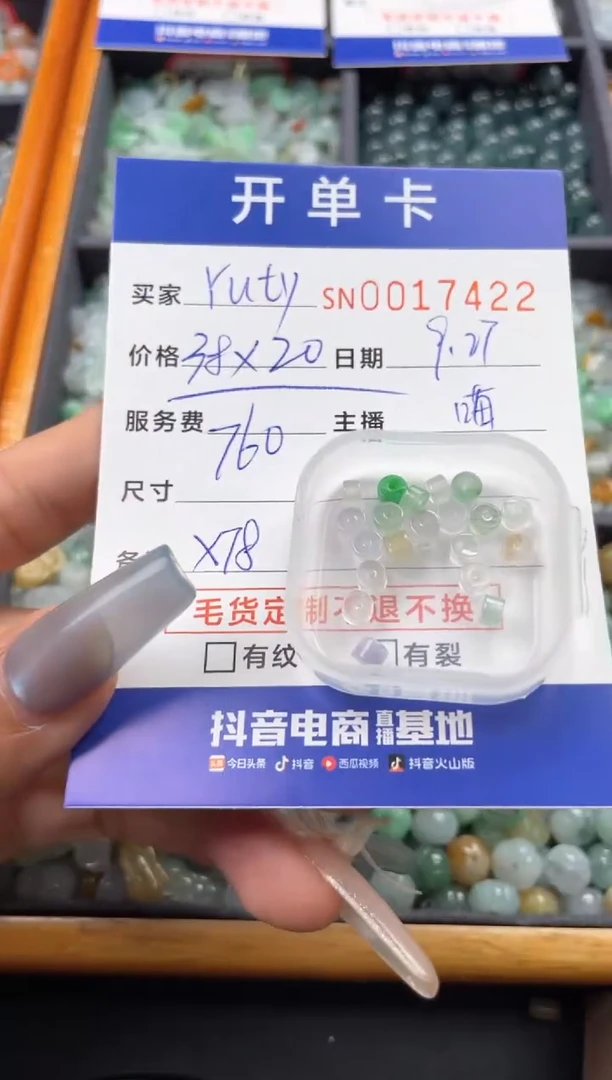 开单卡
买家 Yuty SN0017422
价格 38×20 日期 9.27
服务费 760 主播 嗨
尺寸
×78
毛货定制不退不换
有纹 有裂
抖音电商直播基地
今日头条 抖音 西瓜视频 抖音火山版